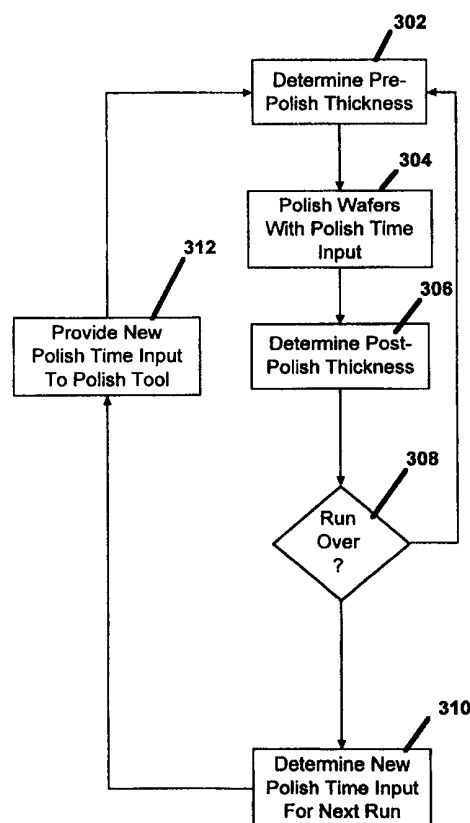 302
Determine Pre-
Polish Thickness
304
Polish Wafers
With Polish Time
Input
312
306
Provide New
Polish Time Input
To Polish Tool
Determine Post-
Polish Thickness
308
Run
Over
?
310
Determine New
Polish Time Input
For Next Run